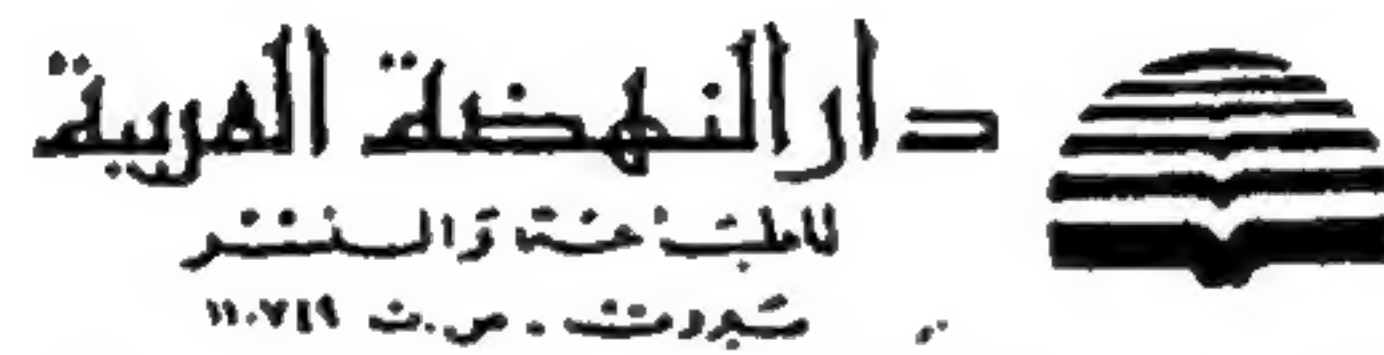 دار النهضة العربية
للطباعة والنشر
بيروت . ص.ب ١١٠٧٤٩